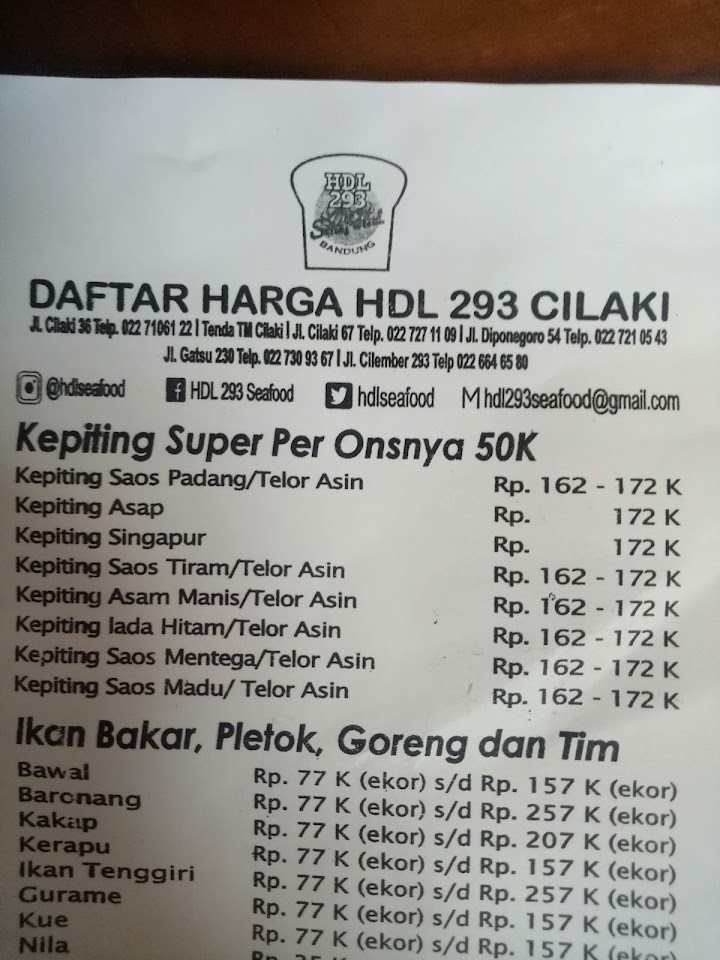 HDL
293
BANDUNG
DAFTAR HARGA HDL 293 CILAKI
JL Cilaki 36 Telp. 022 71061 22 | Tenda TM Cilaki | JL. Cilaki 67 Telp. 022 727 11 09 | Jl. Diponegoro 54 Telp. 022 721 05 43
Jl. Gatsu 230 Telp. 022 730 93 67 | JL. Cilember 293 Telp 022 664 65 80
@hdlseafood HDL 293 Seafood hdlseafood M hdl293seafood@gmail.com
Kepiting Super Per Onsnya 50K
Kepiting Saos Padang/Telor Asin Rp. 162 - 172 K
Kepiting Asap Rp. 172 K
Kepiting Singapur Rp. 172 K
Kepiting Saos Tiram/Telor Asin Rp. 162 - 172 K
Kepiting Asam Manis/Telor Asin Rp. 162 - 172 K
Kepiting lada Hitam/Telor Asin Rp. 162 - 172 K
Kepiting Saos Mentega/Telor Asin Rp. 162 - 172 K
Kepiting Saos Madu/ Telor Asin Rp. 162 - 172 K
Ikan Bakar, Pletok, Goreng dan Tim
Bawal Rp. 77 K (ekor) s/d Rp. 157 K (ekor)
Baronang Rp. 77 K (ekor) s/d Rp. 257 K (ekor)
Kakap Rp. 77 K (ekor) s/d Rp. 207 K (ekor)
Kerapu Rp. 77 K (ekor) s/d Rp. 157 K (ekor)
Ikan Tenggiri Rp. 77 K (ekor) s/d Rp. 257 K (ekor)
Gurame Rp. 77 K (ekor) s/d Rp. 157 K (ekor)
Kue Rp. 77 K (ekor) s/d Rp. 157 K (ekor)
Nila